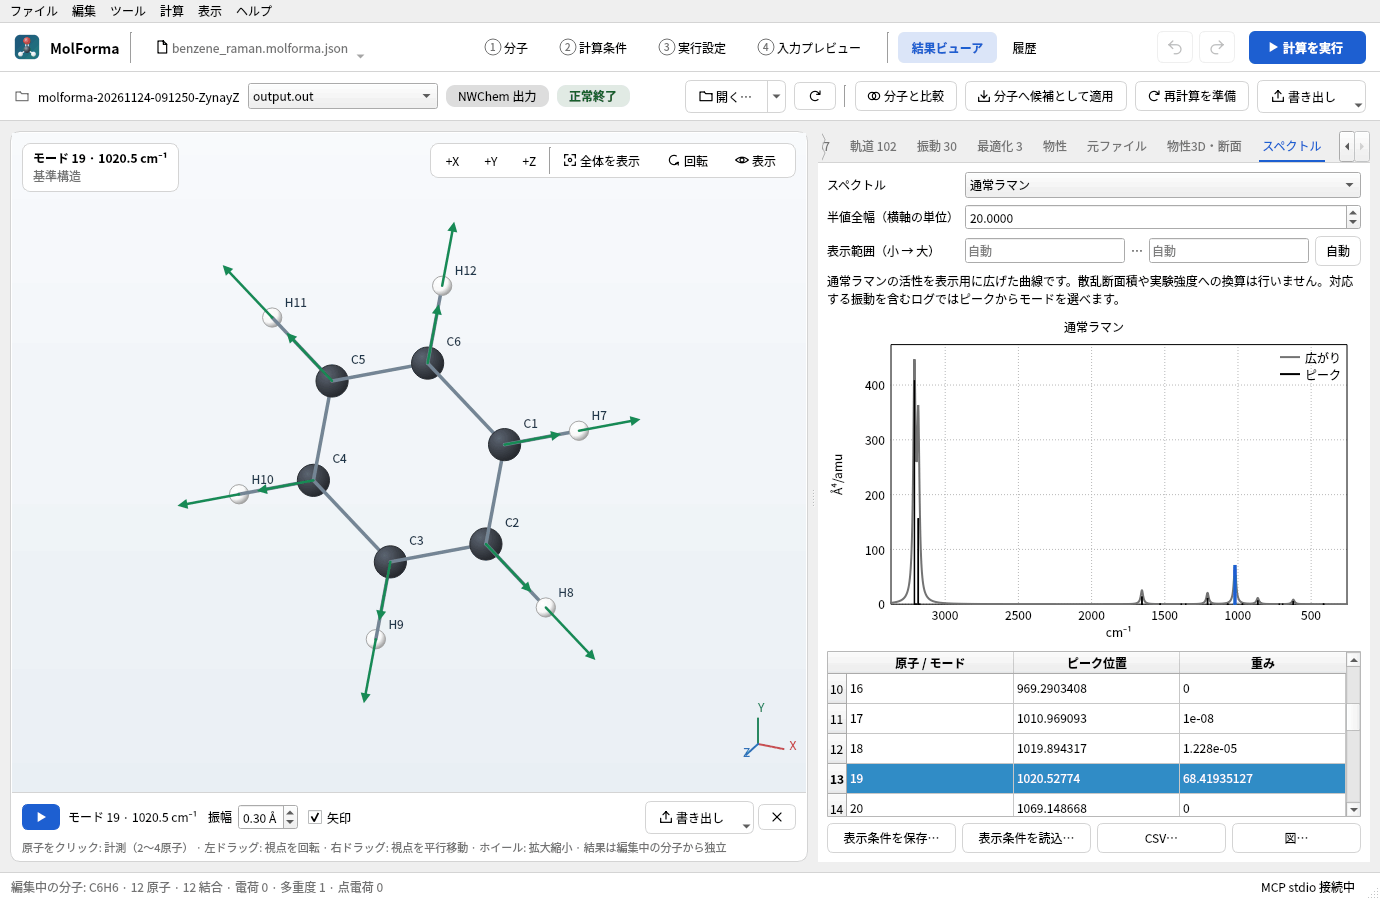 ファイル 編集 ツール 計算 表示 ヘルプ
MolForma benzene_raman.molforma.json 1 分子 2 計算条件 3 実行設定 4 入力プレビュー 結果ビューア 履歴 計算を実行
molforma-20261124-091250-ZynayZ output.out NWChem 出力 正常終了 開く… 分子と比較 分子へ候補として適用 再計算を準備 書き出し
モード 19 · 1020.5 cm⁻¹
基準構造
+X +Y +Z 全体を表示 回転 表示
H12
H11
C6
C5
H7
C1
C4
H10
C2
C3
H8
H9
Y
X
Z
モード 19 · 1020.5 cm⁻¹ 振幅 0.30 Å 矢印 書き出し
原子をクリック: 計測（2〜4原子） · 左ドラッグ: 視点を回転 · 右ドラッグ: 視点を平行移動 · ホイール: 拡大縮小 · 結果は編集中の分子から独立
7 軌道 102 振動 30 最適化 3 物性 元ファイル 物性3D・断面 スペクトル
スペクトル 通常ラマン
半値全幅（横軸の単位） 20.0000
表示範囲（小 → 大） 自動 … 自動 自動
通常ラマンの活性を表示用に広げた曲線です。散乱断面積や実験強度への換算は行いません。対応
する振動を含むログではピークからモードを選べます。
通常ラマン
広がり
ピーク
400
300
200
100
0
Å⁴/amu
3000 2500 2000 1500 1000 500
cm⁻¹
原子 / モード ピーク位置 重み
10 16 969.2903408 0
11 17 1010.969093 1e-08
12 18 1019.894317 1.228e-05
13 19 1020.52774 68.41935127
14 20 1069.148668 0
表示条件を保存… 表示条件を読込… CSV… 図…
編集中の分子: C6H6 · 12 原子 · 12 結合 · 電荷 0 · 多重度 1 · 点電荷 0 MCP stdio 接続中